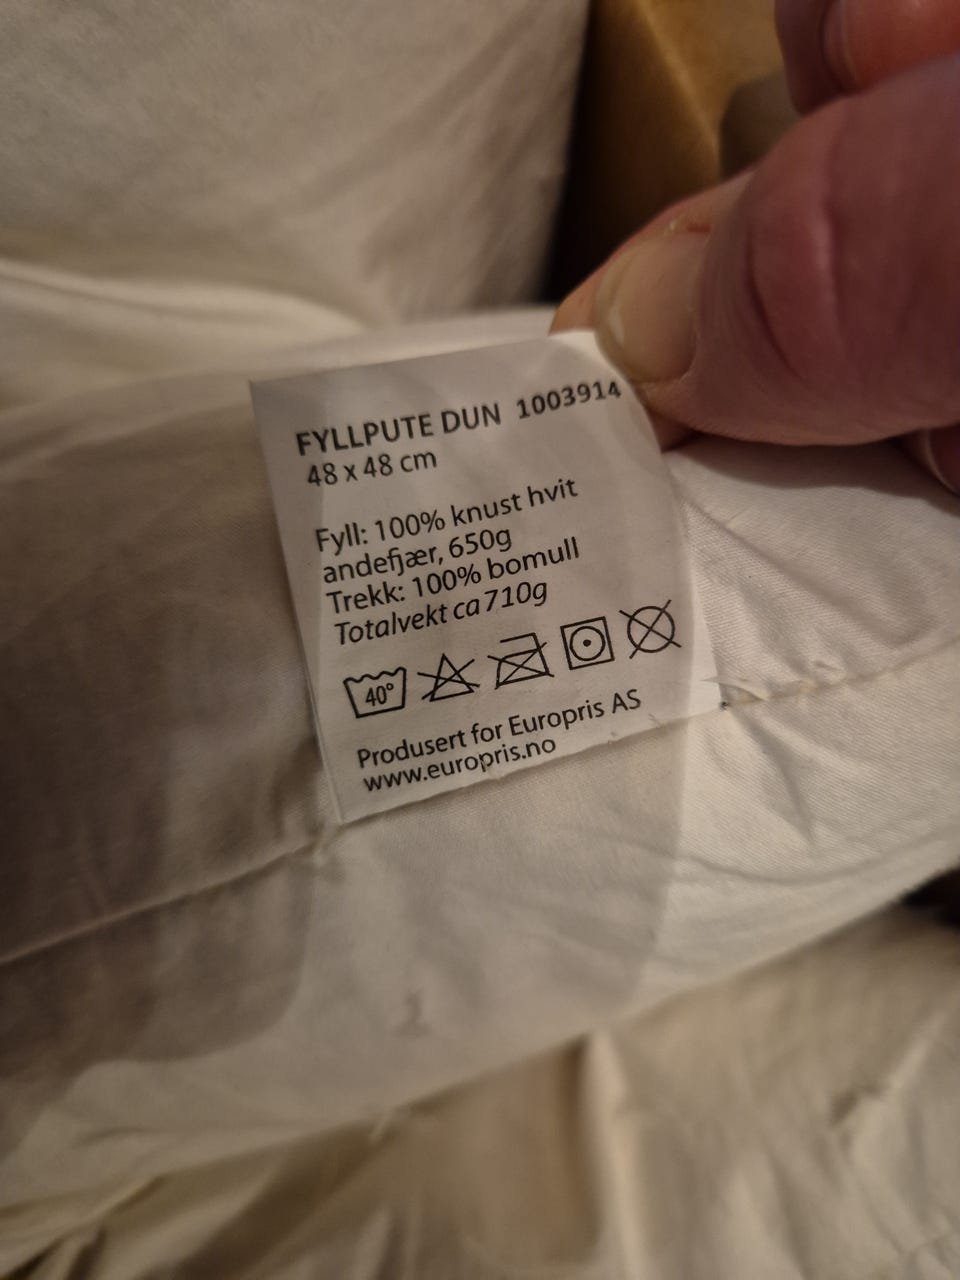 FYLLPUTE DUN 1003914
48 x 48 cm
Fyll: 100% knust hvit
andefjær, 650g
Trekk: 100% bomull
Totalvekt ca 710g
40°
Produsert for Europris AS
www.europris.no